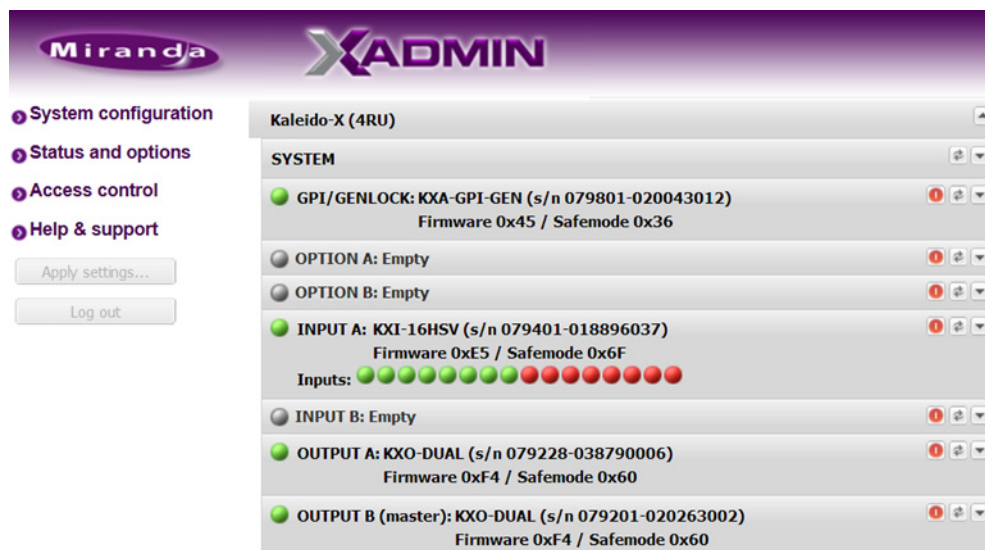 Miranda
XADMIN
System configuration
Status and options
Access control
Help & support
Apply settings...
Log out
Kaleido-X (4RU)
SYSTEM
GPI/GENLOCK: KXA-GPI-GEN (s/n 079801-020043012)
Firmware 0x45 / Safemode 0x36
OPTION A: Empty
OPTION B: Empty
INPUT A: KXI-16HSV (s/n 079401-018896037)
Firmware 0xE5 / Safemode 0x6F
Inputs:
INPUT B: Empty
OUTPUT A: KXO-DUAL (s/n 079228-038790006)
Firmware 0xF4 / Safemode 0x60
OUTPUT B (master): KXO-DUAL (s/n 079201-020263002)
Firmware 0xF4 / Safemode 0x60